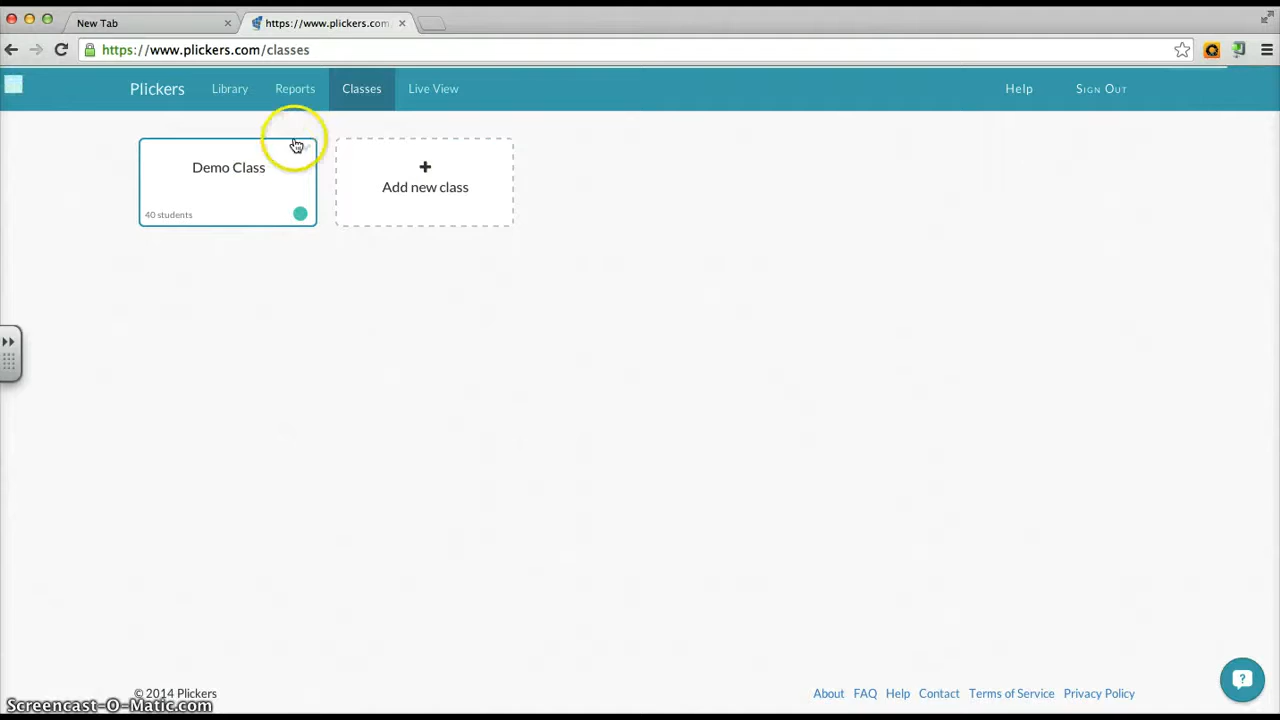 New Tab
https://www.plickers.com
https://www.plickers.com/classes
Plickers Library Reports Classes Live View Help Sign Out
Demo Class
40 students
Add new class
© 2014 Plickers About FAQ Help Contact Terms of Service Privacy Policy
Screencast-O-Matic.com